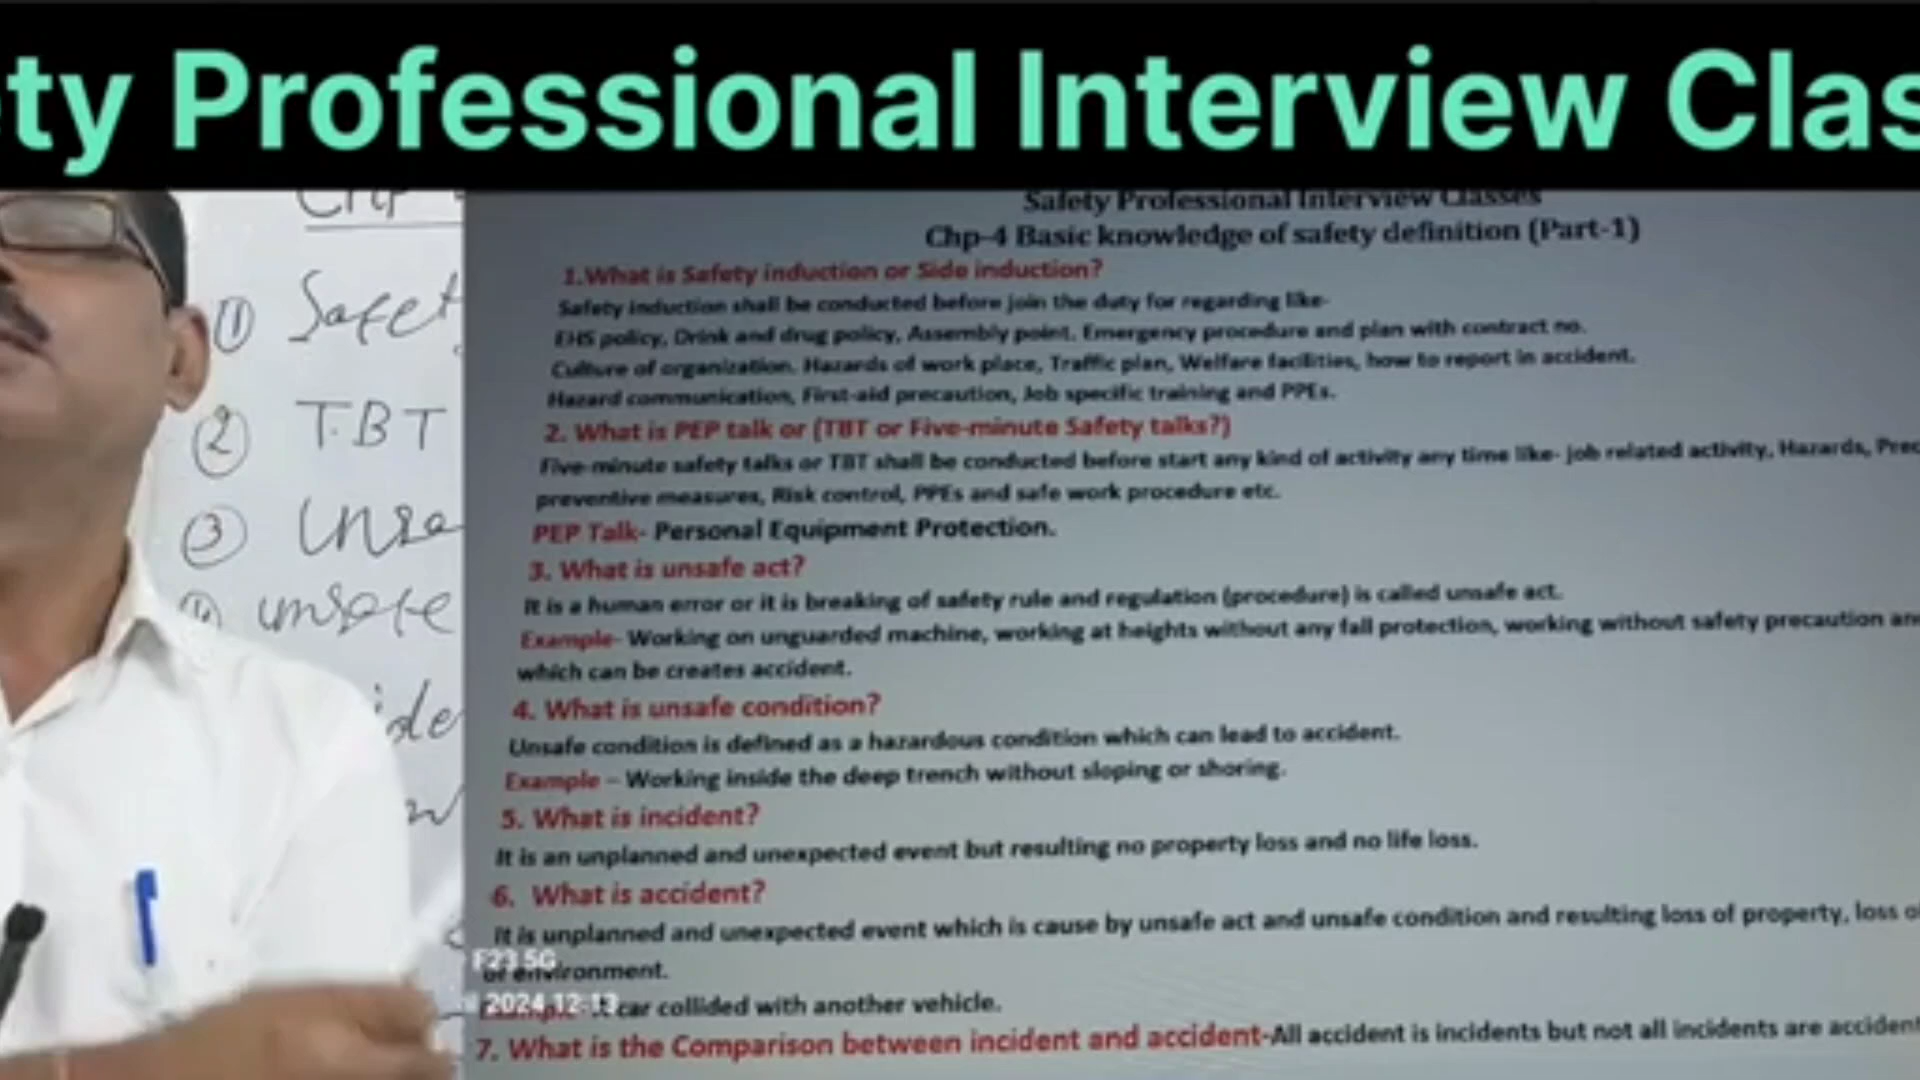 ty Professional Interview Clas
Chp
① Safet
② T.B.T
③ Unsa
④ unsafe
ide
Safety Professional Interview Classes
Chp-4 Basic knowledge of safety definition (Part-1)
1.What is Safety induction or Side induction?
Safety induction shall be conducted before join the duty for regarding like-
EHS policy, Drink and drug policy, Assembly point, Emergency procedure and plan with contract no.
Culture of organization, Hazards of work place, Traffic plan, Welfare facilities, how to report in accident.
Hazard communication, First-aid precaution, Job specific training and PPEs.
2. What is PEP talk or (TBT or Five-minute Safety talks?)
Five-minute safety talks or TBT shall be conducted before start any kind of activity any time like- job related activity, Hazards, Prec
preventive measures, Risk control, PPEs and safe work procedure etc.
PEP Talk- Personal Equipment Protection.
3. What is unsafe act?
It is a human error or it is breaking of safety rule and regulation (procedure) is called unsafe act.
Example- Working on unguarded machine, working at heights without any fall protection, working without safety precaution an
which can be creates accident.
4. What is unsafe condition?
Unsafe condition is defined as a hazardous condition which can lead to accident.
Example – Working inside the deep trench without sloping or shoring.
5. What is incident?
It is an unplanned and unexpected event but resulting no property loss and no life loss.
6. What is accident?
It is unplanned and unexpected event which is cause by unsafe act and unsafe condition and resulting loss of property, loss o
or environment.
car collided with another vehicle.
7. What is the Comparison between incident and accident-All accident is incidents but not all incidents are accident
F23 5G
2024.12.13